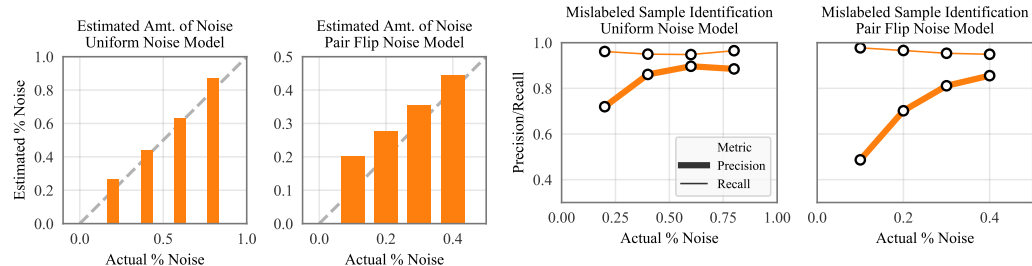 Estimated Amt. of Noise
Uniform Noise Model
Estimated % Noise
1.0
0.8
0.6
0.4
0.2
0.0
0.0
0.5
1.0
Actual % Noise
Estimated Amt. of Noise
Pair Flip Noise Model
0.5
0.4
0.3
0.2
0.1
0.0
0.0
0.2
0.4
Actual % Noise
Mislabeled Sample Identification
Uniform Noise Model
Precision/Recall
1.0
0.8
0.6
0.4
Metric
Precision
Recall
0.00
0.25
0.50
0.75
1.00
Actual % Noise
Mislabeled Sample Identification
Pair Flip Noise Model
0.0
0.2
0.4
Actual % Noise